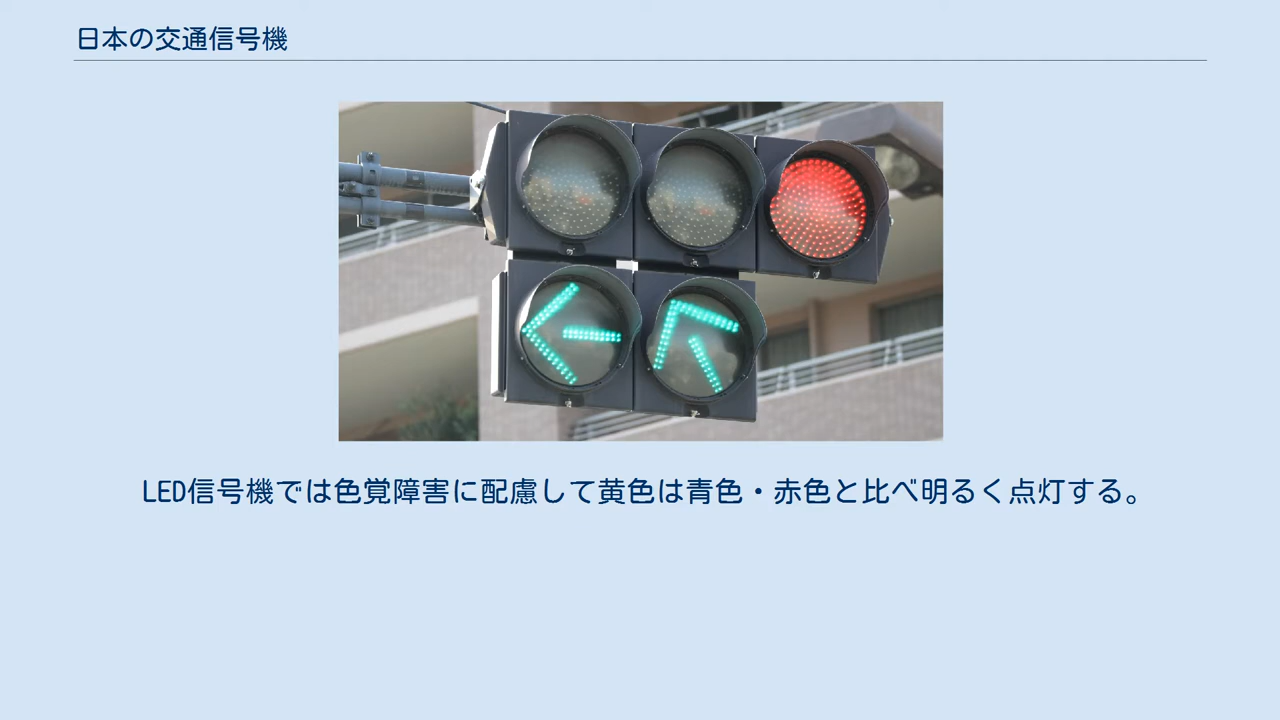 日本の交通信号機
LED信号機では色覚障害に配慮して黄色は青色・赤色と比べ明るく点灯する。